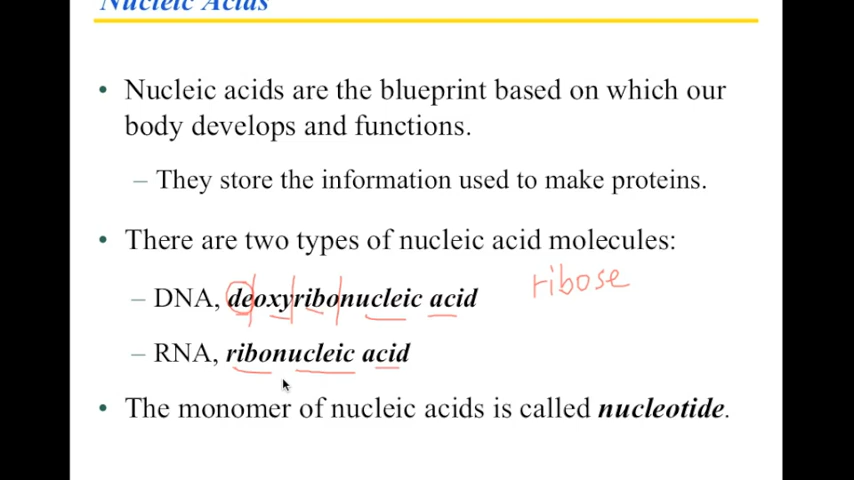 Nucleic Acids
• Nucleic acids are the blueprint based on which our
body develops and functions.
– They store the information used to make proteins.
• There are two types of nucleic acid molecules:
ribose
– DNA, deoxyribonucleic acid
– RNA, ribonucleic acid
• The monomer of nucleic acids is called nucleotide.